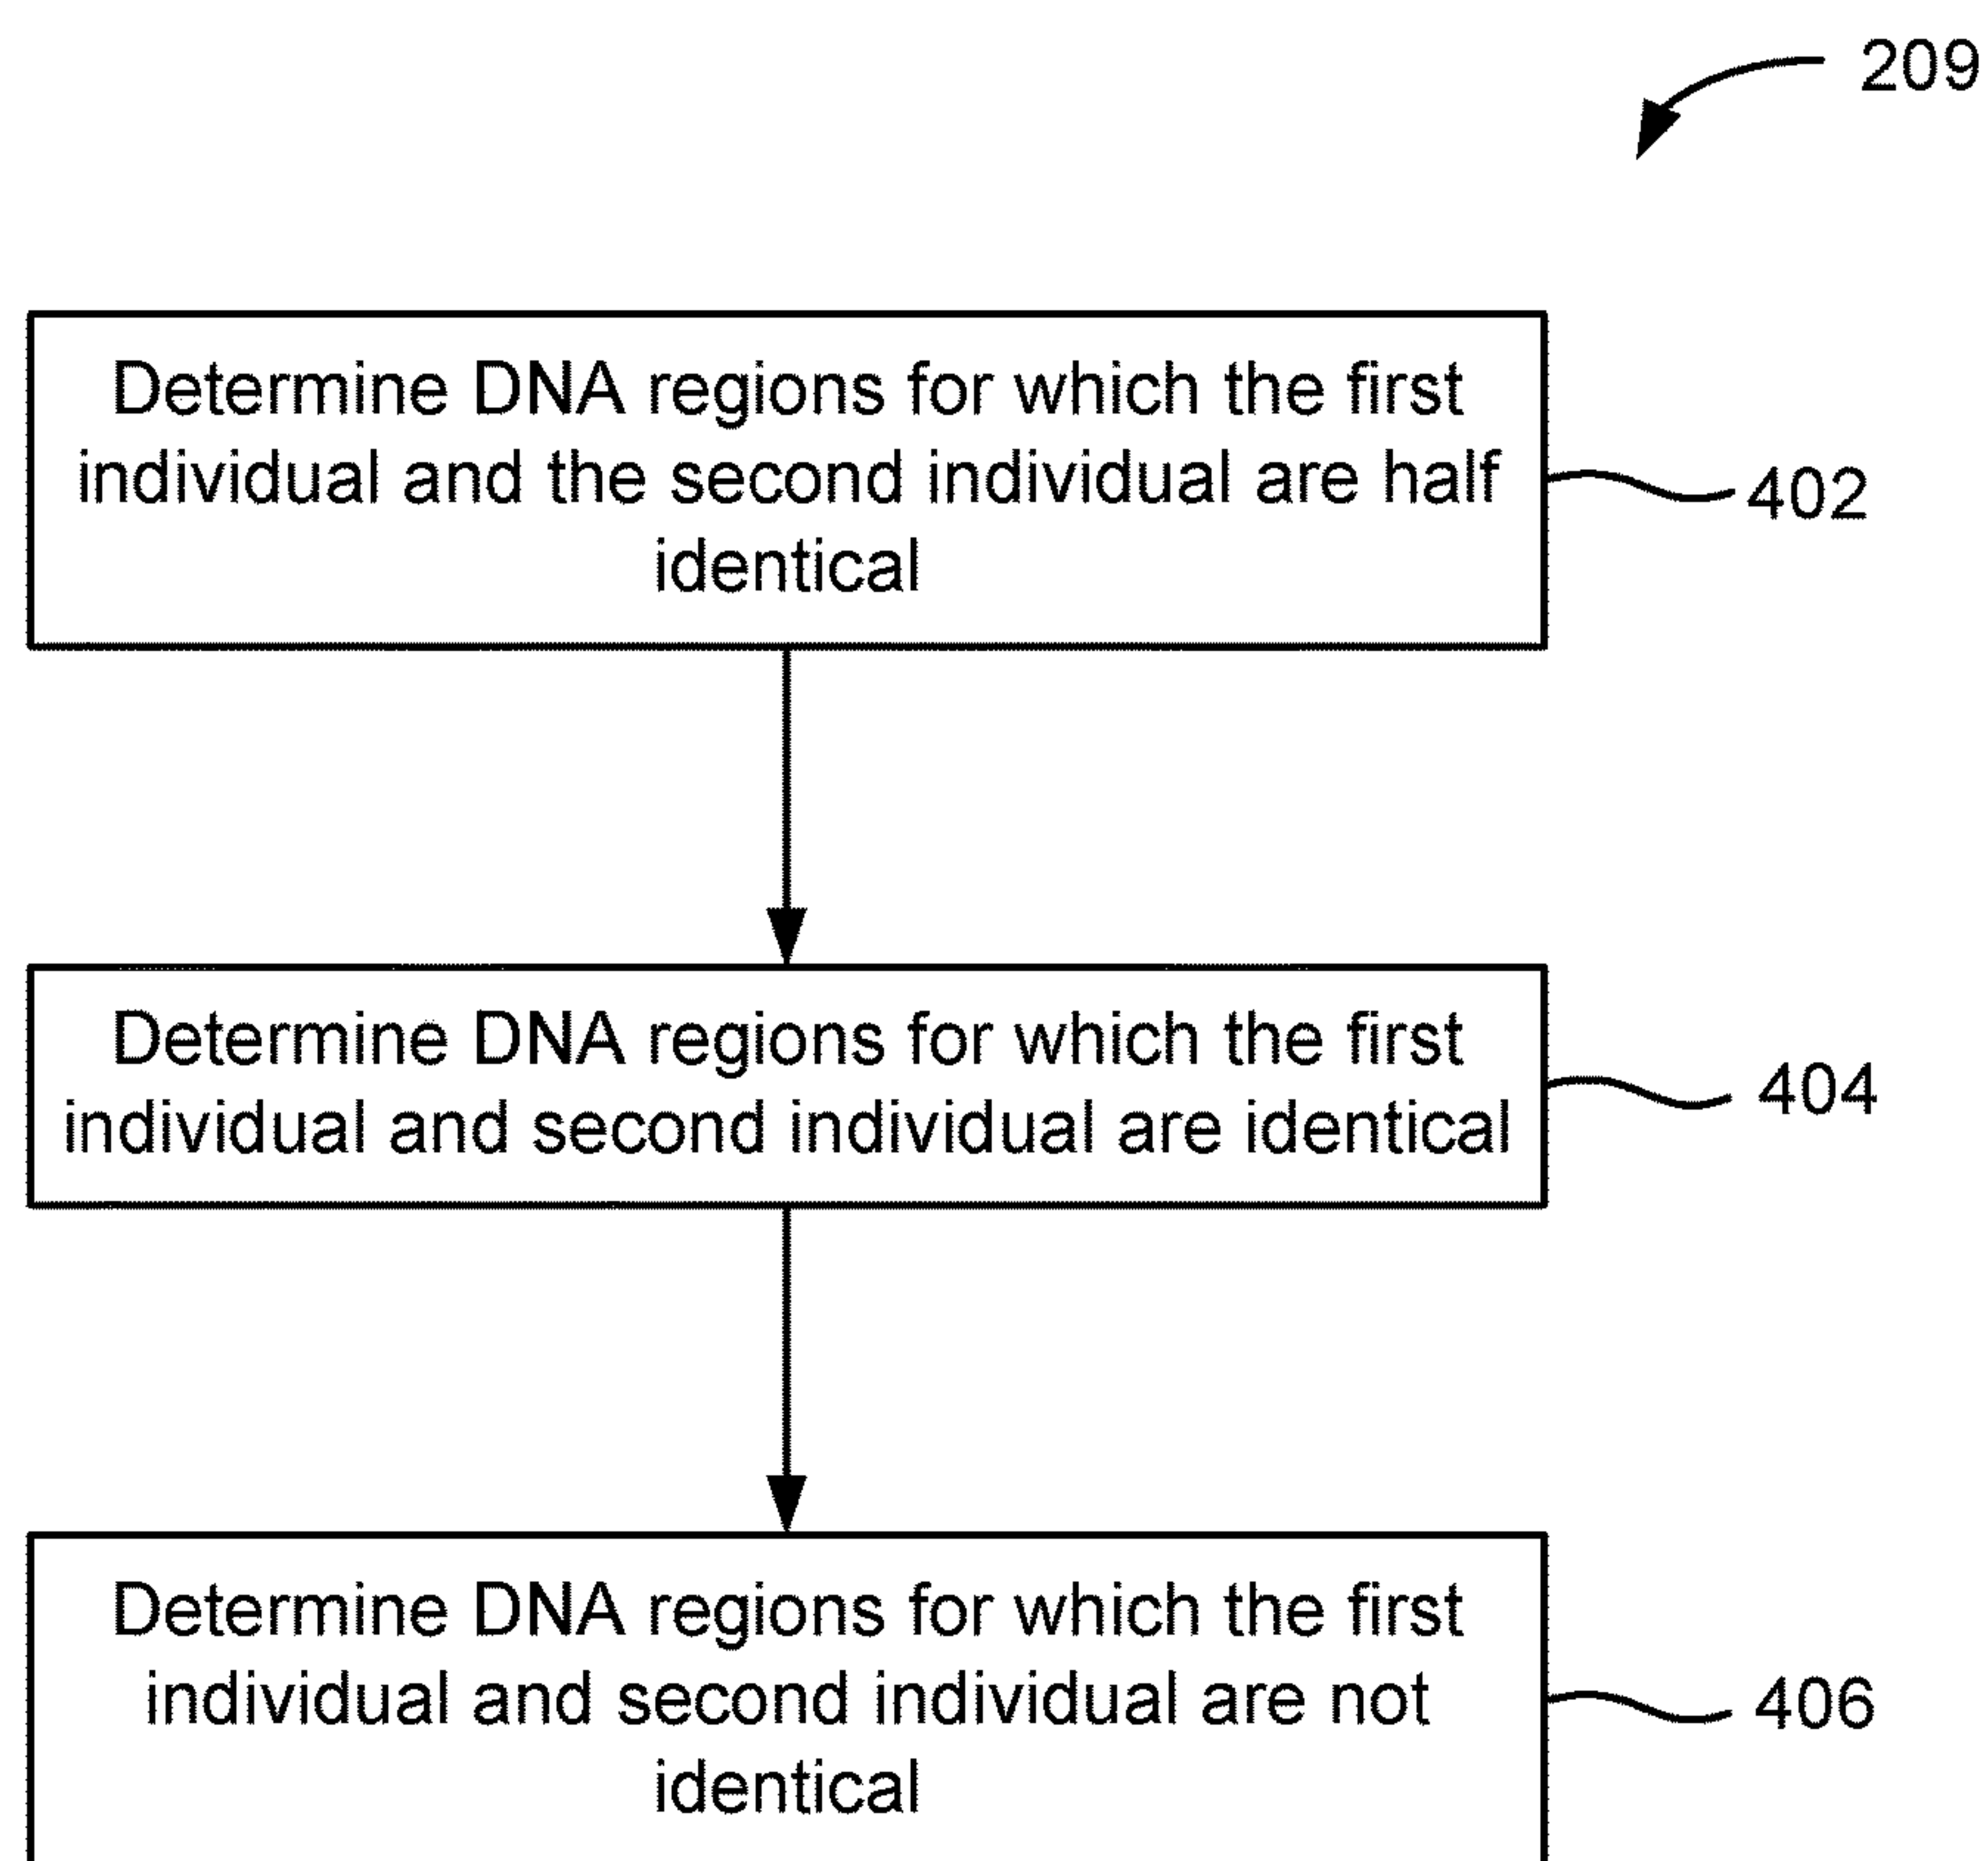 209
Determine DNA regions for which the first
individual and the second individual are half
identical
402
Determine DNA regions for which the first
individual and second individual are identical
404
Determine DNA regions for which the first
individual and second individual are not
identical
406